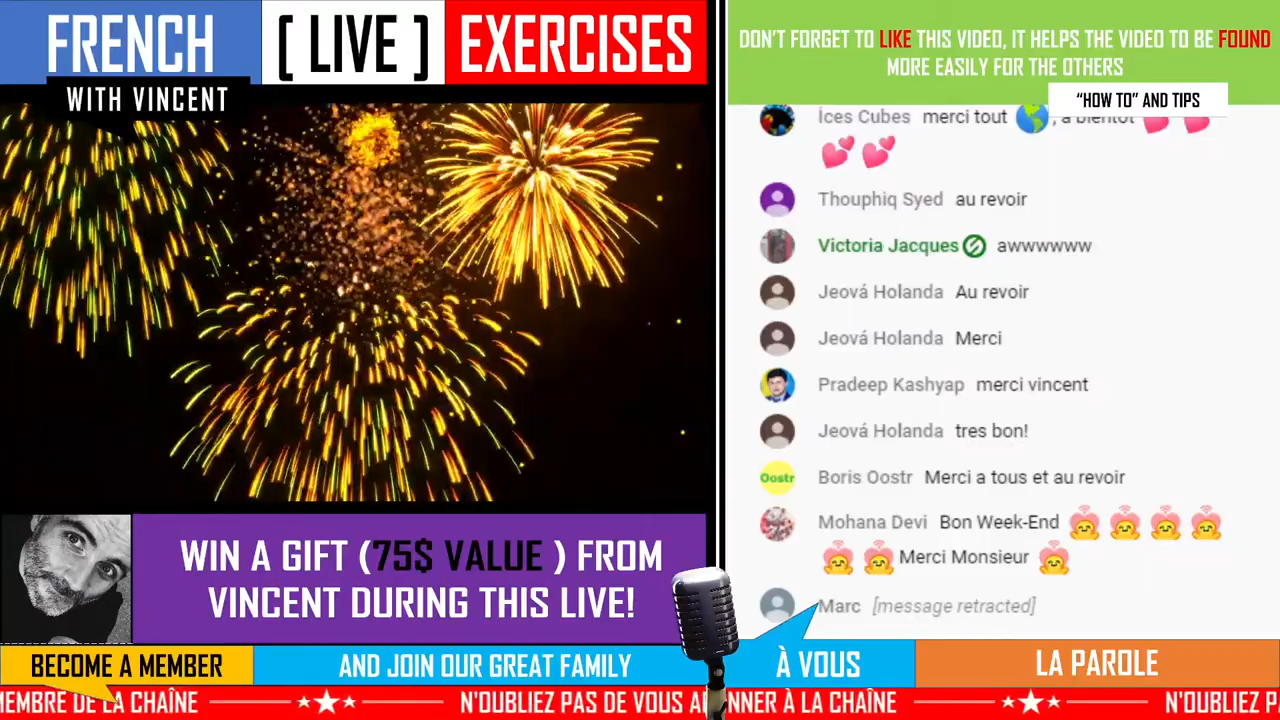 FRENCH
[ LIVE ]
EXERCISES
WITH VINCENT
DON'T FORGET TO LIKE THIS VIDEO, IT HELPS THE VIDEO TO BE FOUND
MORE EASILY FOR THE OTHERS
“HOW TO” AND TIPS
İces Cubes merci tout , a bientot
Thouphiq Syed au revoir
Victoria Jacques awwwwww
Jeová Holanda Au revoir
Jeová Holanda Merci
Pradeep Kashyap merci vincent
Jeová Holanda tres bon!
Oostr Boris Oostr Merci a tous et au revoir
Mohana Devi Bon Week-End
Merci Monsieur
Marc [message retracted]
WIN A GIFT (75$ VALUE ) FROM
VINCENT DURING THIS LIVE!
BECOME A MEMBER
AND JOIN OUR GREAT FAMILY
À VOUS
LA PAROLE
MEMBRE DE LA CHAÎNE N'OUBLIEZ PAS DE VOUS ABONNER À LA CHAÎNE N'OUBLIEZ P